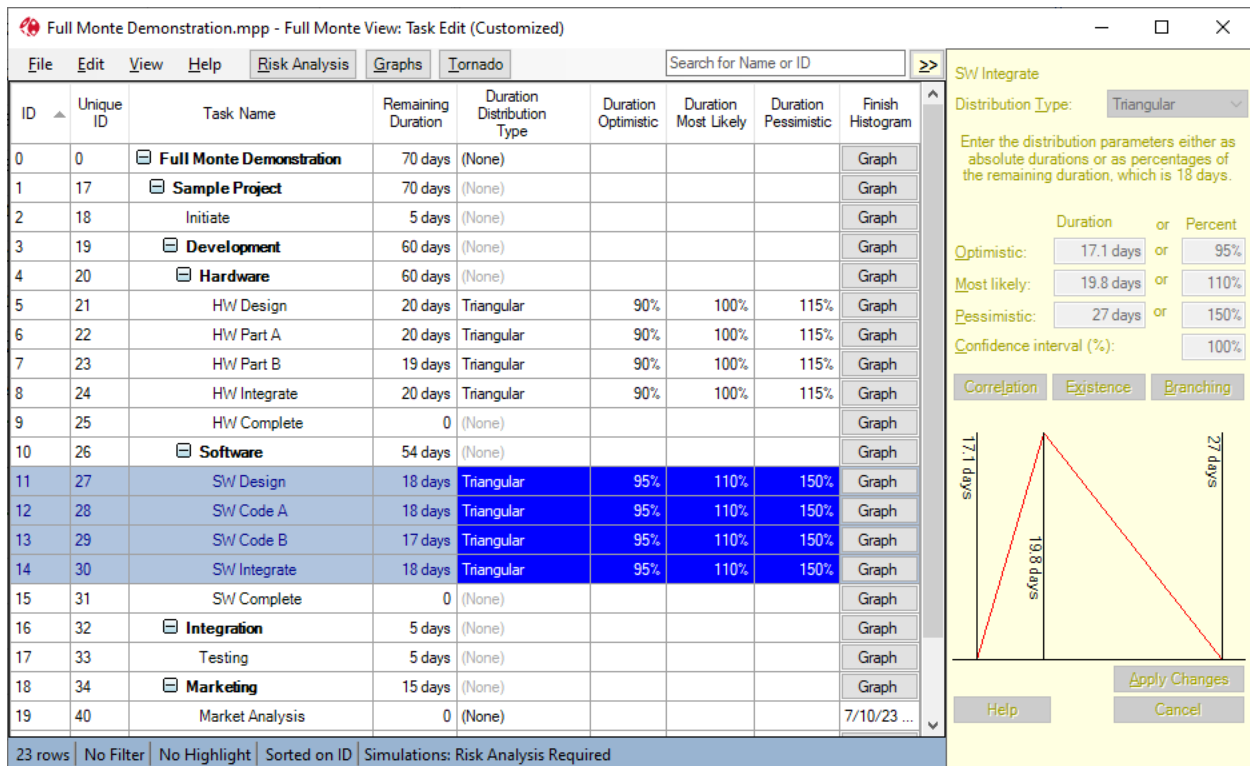 Full Monte Demonstration.mpp - Full Monte View: Task Edit (Customized)
File Edit View Help Risk Analysis Graphs Tornado Search for Name or ID >>
ID Unique ID Task Name Remaining Duration Duration Distribution Type Duration Optimistic Duration Most Likely Duration Pessimistic Finish Histogram
0 0 Full Monte Demonstration 70 days (None) Graph
1 17 Sample Project 70 days (None) Graph
2 18 Initiate 5 days (None) Graph
3 19 Development 60 days (None) Graph
4 20 Hardware 60 days (None) Graph
5 21 HW Design 20 days Triangular 90% 100% 115% Graph
6 22 HW Part A 20 days Triangular 90% 100% 115% Graph
7 23 HW Part B 19 days Triangular 90% 100% 115% Graph
8 24 HW Integrate 20 days Triangular 90% 100% 115% Graph
9 25 HW Complete 0 (None) Graph
10 26 Software 54 days (None) Graph
11 27 SW Design 18 days Triangular 95% 110% 150% Graph
12 28 SW Code A 18 days Triangular 95% 110% 150% Graph
13 29 SW Code B 17 days Triangular 95% 110% 150% Graph
14 30 SW Integrate 18 days Triangular 95% 110% 150% Graph
15 31 SW Complete 0 (None) Graph
16 32 Integration 5 days (None) Graph
17 33 Testing 5 days (None) Graph
18 34 Marketing 15 days (None) Graph
19 40 Market Analysis 0 (None) 7/10/23 ...
23 rows No Filter No Highlight Sorted on ID Simulations: Risk Analysis Required
SW Integrate
Distribution Type: Triangular
Enter the distribution parameters either as
absolute durations or as percentages of
the remaining duration, which is 18 days.
Duration or Percent
Optimistic: 17.1 days or 95%
Most likely: 19.8 days or 110%
Pessimistic: 27 days or 150%
Confidence interval (%): 100%
Correlation Existence Branching
17.1 days
19.8 days
27 days
Apply Changes
Help Cancel